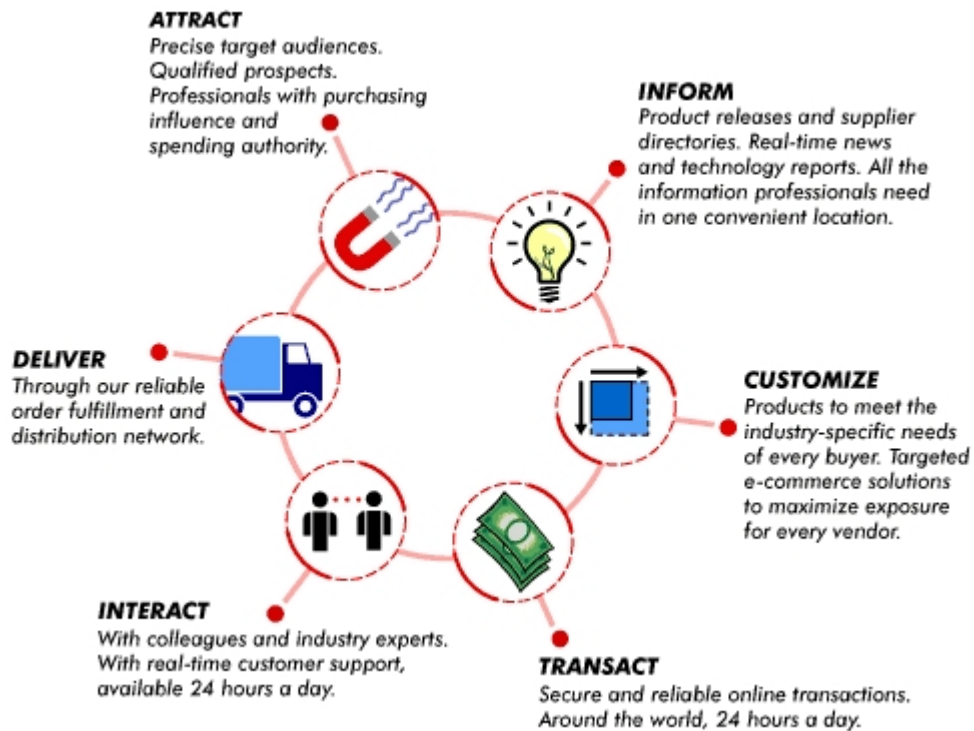 ATTRACT
Precise target audiences.
Qualified prospects.
Professionals with purchasing
influence and
spending authority.
INFORM
Product releases and supplier
directories. Real-time news
and technology reports. All the
information professionals need
in one convenient location.
CUSTOMIZE
Products to meet the
industry-specific needs
of every buyer. Targeted
e-commerce solutions
to maximize exposure
for every vendor.
TRANSACT
Secure and reliable online transactions.
Around the world, 24 hours a day.
INTERACT
With colleagues and industry experts.
With real-time customer support,
available 24 hours a day.
DELIVER
Through our reliable
order fulfillment and
distribution network.